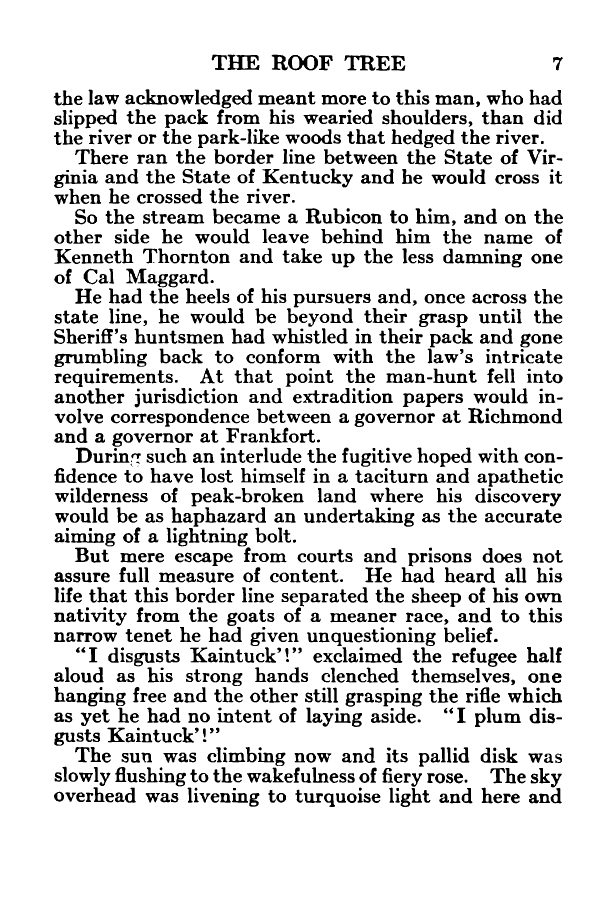 THE ROOF TREE 7
the law acknowledged meant more to this man, who had
slipped the pack from his wearied shoulders, than did
the river or the park-like woods that hedged the river.
There ran the border line between the State of Vir-
ginia and the State of Kentucky and he would cross it
when he crossed the river.
So the stream became a Rubicon to him, and on the
other side he would leave behind him the name of
Kenneth Thornton and take up the less damning one
of Cal Maggard.
He had the heels of his pursuers and, once across the
state line, he would be beyond their grasp until the
Sheriff's huntsmen had whistled in their pack and gone
grumbling back to conform with the law's intricate
requirements. At that point the man-hunt fell into
another jurisdiction and extradition papers would in-
volve correspondence between a governor at Richmond
and a governor at Frankfort.
During such an interlude the fugitive hoped with con-
fidence to have lost himself in a taciturn and apathetic
wilderness of peak-broken land where his discovery
would be as haphazard an undertaking as the accurate
aiming of a lightning bolt.
But mere escape from courts and prisons does not
assure full measure of content. He had heard all his
life that this border line separated the sheep of his own
nativity from the goats of a meaner race, and to this
narrow tenet he had given unquestioning belief.
"I disgusts Kaintuck'!" exclaimed the refugee half
aloud as his strong hands clenched themselves, one
hanging free and the other still grasping the rifle which
as yet he had no intent of laying aside. "I plum dis-
gusts Kaintuck'!"
The sun was climbing now and its pallid disk was
slowly flushing to the wakefulness of fiery rose. The sky
overhead was livening to turquoise light and here and